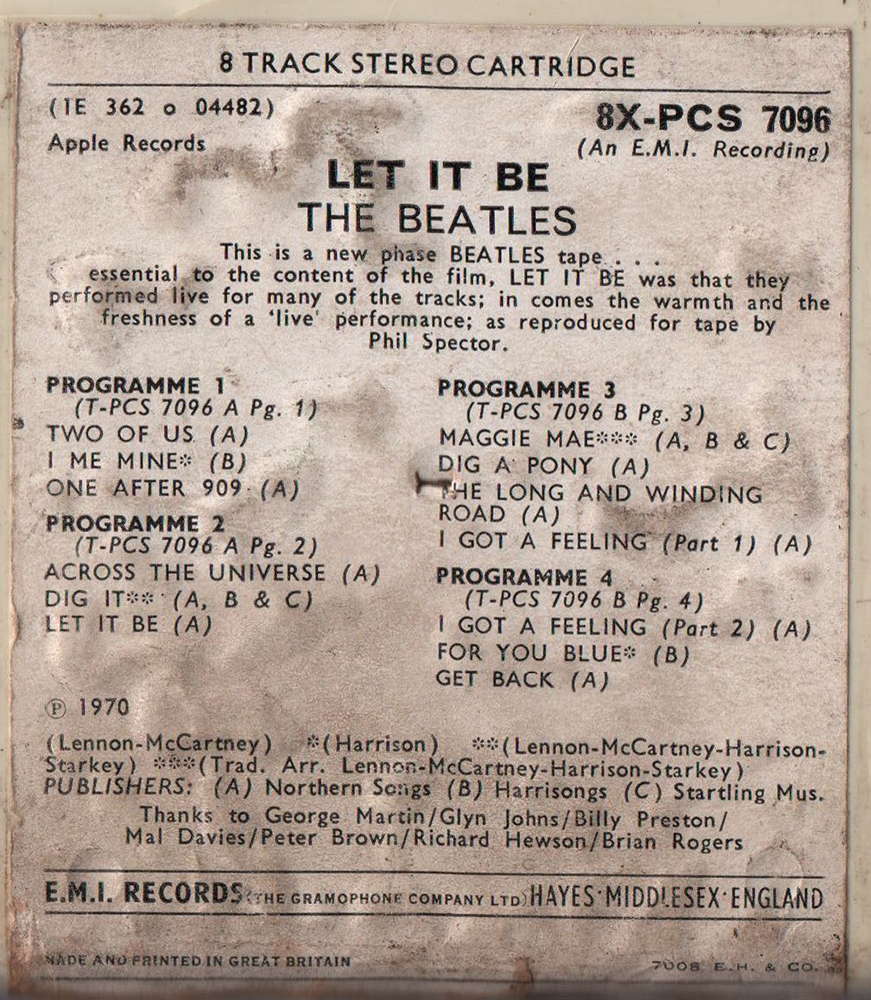 8 TRACK STEREO CARTRIDGE
(1E 362 o 04482)
8X-PCS 7096
Apple Records
(An E.M.I. Recording)
LET IT BE
THE BEATLES
This is a new phase BEATLES tape . . .
essential to the content of the film, LET IT BE was that they
performed live for many of the tracks; in comes the warmth and the
freshness of a 'live' performance; as reproduced for tape by
Phil Spector.
PROGRAMME 1
(T-PCS 7096 A Pg. 1)
TWO OF US (A)
I ME MINE* (B)
ONE AFTER 909 (A)
PROGRAMME 2
(T-PCS 7096 A Pg. 2)
ACROSS THE UNIVERSE (A)
DIG IT** (A, B & C)
LET IT BE (A)
PROGRAMME 3
(T-PCS 7096 B Pg. 3)
MAGGIE MAE*** (A, B & C)
DIG A PONY (A)
THE LONG AND WINDING
ROAD (A)
I GOT A FEELING (Part 1) (A)
PROGRAMME 4
(T-PCS 7096 B Pg. 4)
I GOT A FEELING (Part 2) (A)
FOR YOU BLUE* (B)
GET BACK (A)
℗ 1970
(Lennon-McCartney) *(Harrison) **(Lennon-McCartney-Harrison-
Starkey) ***(Trad. Arr. Lennon-McCartney-Harrison-Starkey)
PUBLISHERS: (A) Northern Songs (B) Harrisongs (C) Startling Mus.
Thanks to George Martin/Glyn Johns/Billy Preston/
Mal Davies/Peter Brown/Richard Hewson/Brian Rogers
E.M.I. RECORDS (THE GRAMOPHONE COMPANY LTD) HAYES·MIDDLESEX·ENGLAND
MADE AND PRINTED IN GREAT BRITAIN
7008 E.H. & CO.